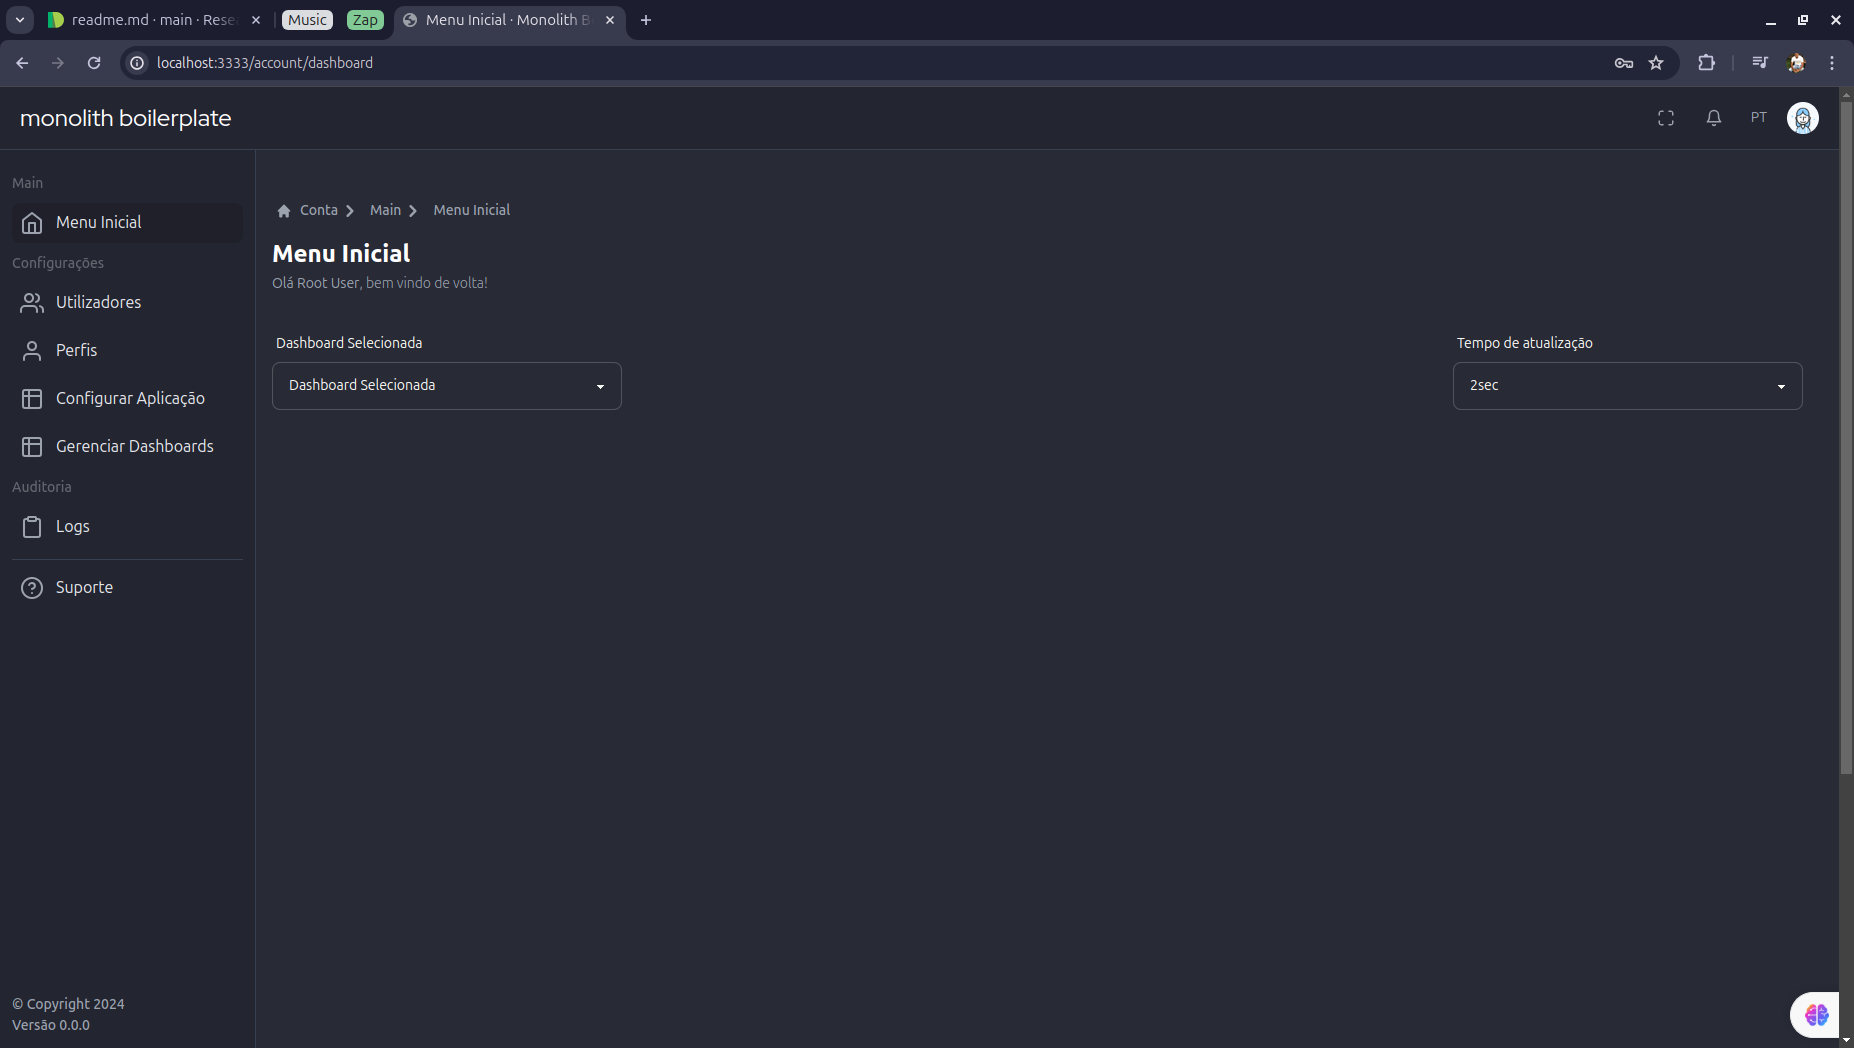 readme.md · main · Rese
Music
Zap
Menu Inicial · Monolith B
localhost:3333/account/dashboard
monolith boilerplate
PT
Main
Menu Inicial
Configurações
Utilizadores
Perfis
Configurar Aplicação
Gerenciar Dashboards
Auditoria
Logs
Suporte
© Copyright 2024
Versão 0.0.0
Conta
Main
Menu Inicial
Menu Inicial
Olá Root User, bem vindo de volta!
Dashboard Selecionada
Dashboard Selecionada
Tempo de atualização
2sec